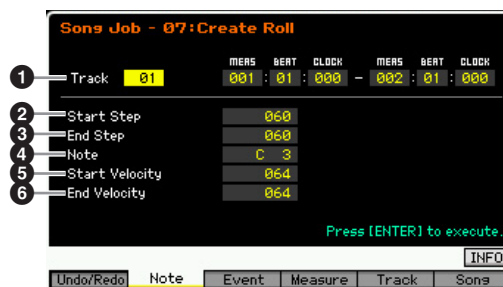 Song Job - 07:Create Roll
MEAS BEAT CLOCK MEAS BEAT CLOCK
1 Track 01 001 : 01 : 000 - 002 : 01 : 000
2 Start Step 060
3 End Step 060
4 Note C 3
5 Start Velocity 064
6 End Velocity 064
Press [ENTER] to execute.
INFO
Undo/Redo Note Event Measure Track Song